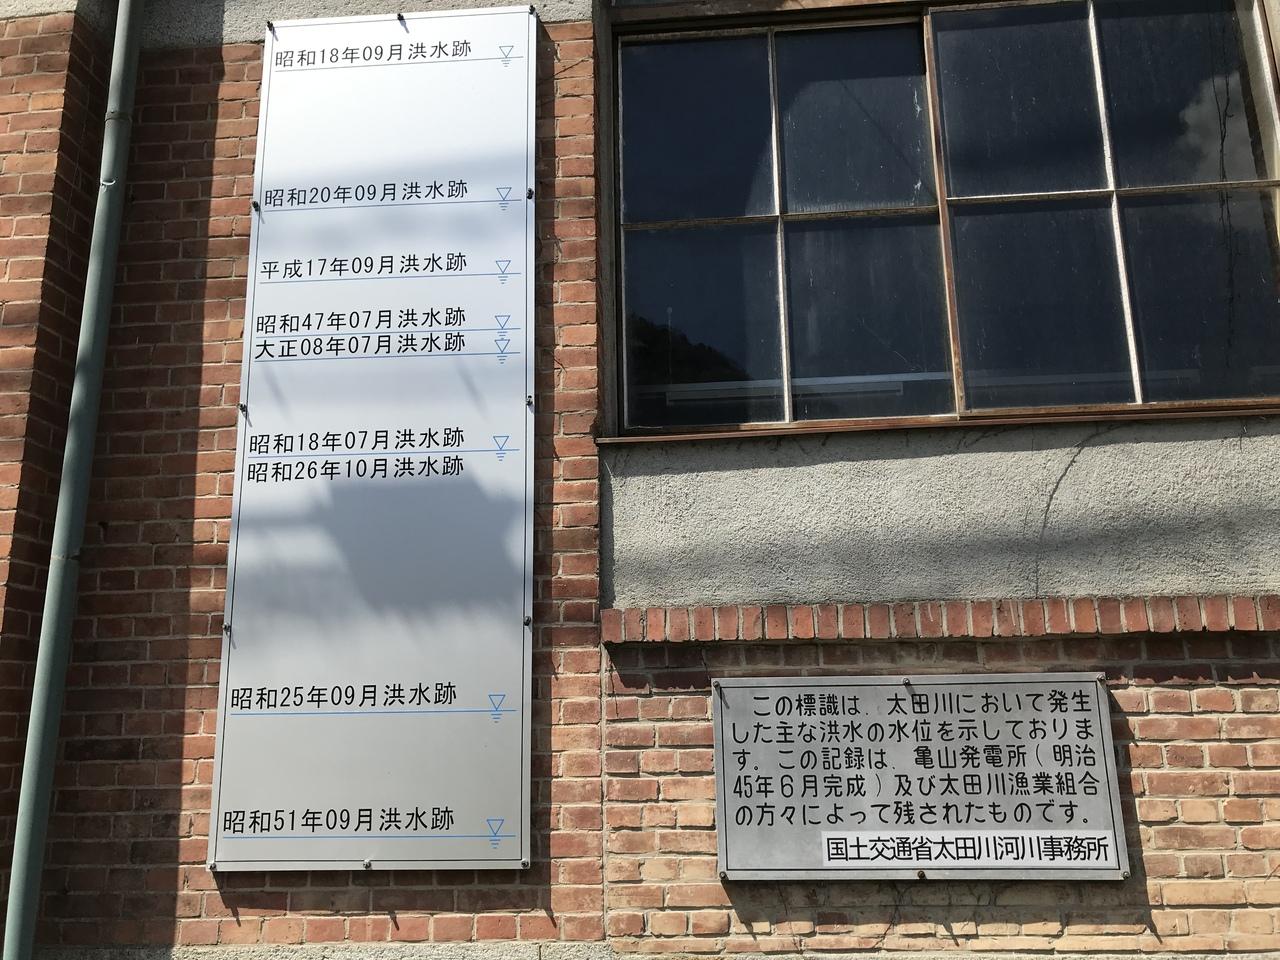 昭和18年09月洪水跡
昭和20年09月洪水跡
平成17年09月洪水跡
昭和47年07月洪水跡
大正08年07月洪水跡
昭和18年07月洪水跡
昭和26年10月洪水跡
昭和25年09月洪水跡
昭和51年09月洪水跡
この標識は、太田川において発生
した主な洪水の水位を示しておりま
す。この記録は、亀山発電所(明治
45年6月完成)及び太田川漁業組合
の方々によって残されたものです。
国土交通省太田川河川事務所